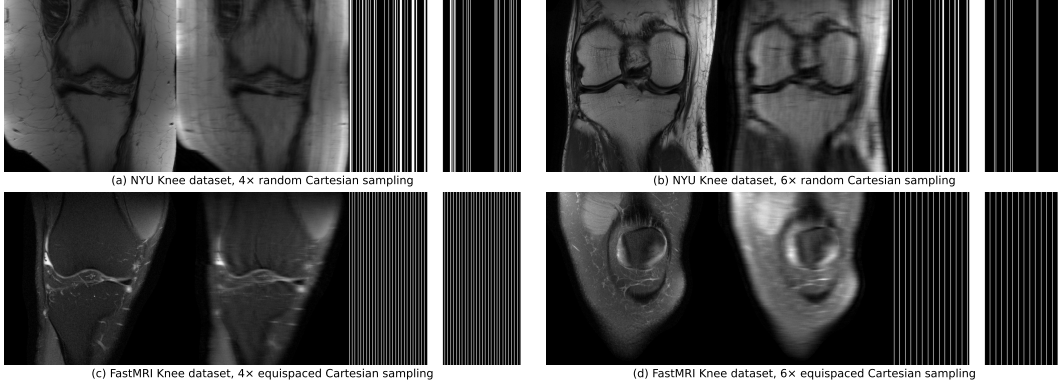 (a) NYU Knee dataset, 4× random Cartesian sampling
(b) NYU Knee dataset, 6× random Cartesian sampling
(c) FastMRI Knee dataset, 4× equispaced Cartesian sampling
(d) FastMRI Knee dataset, 6× equispaced Cartesian sampling